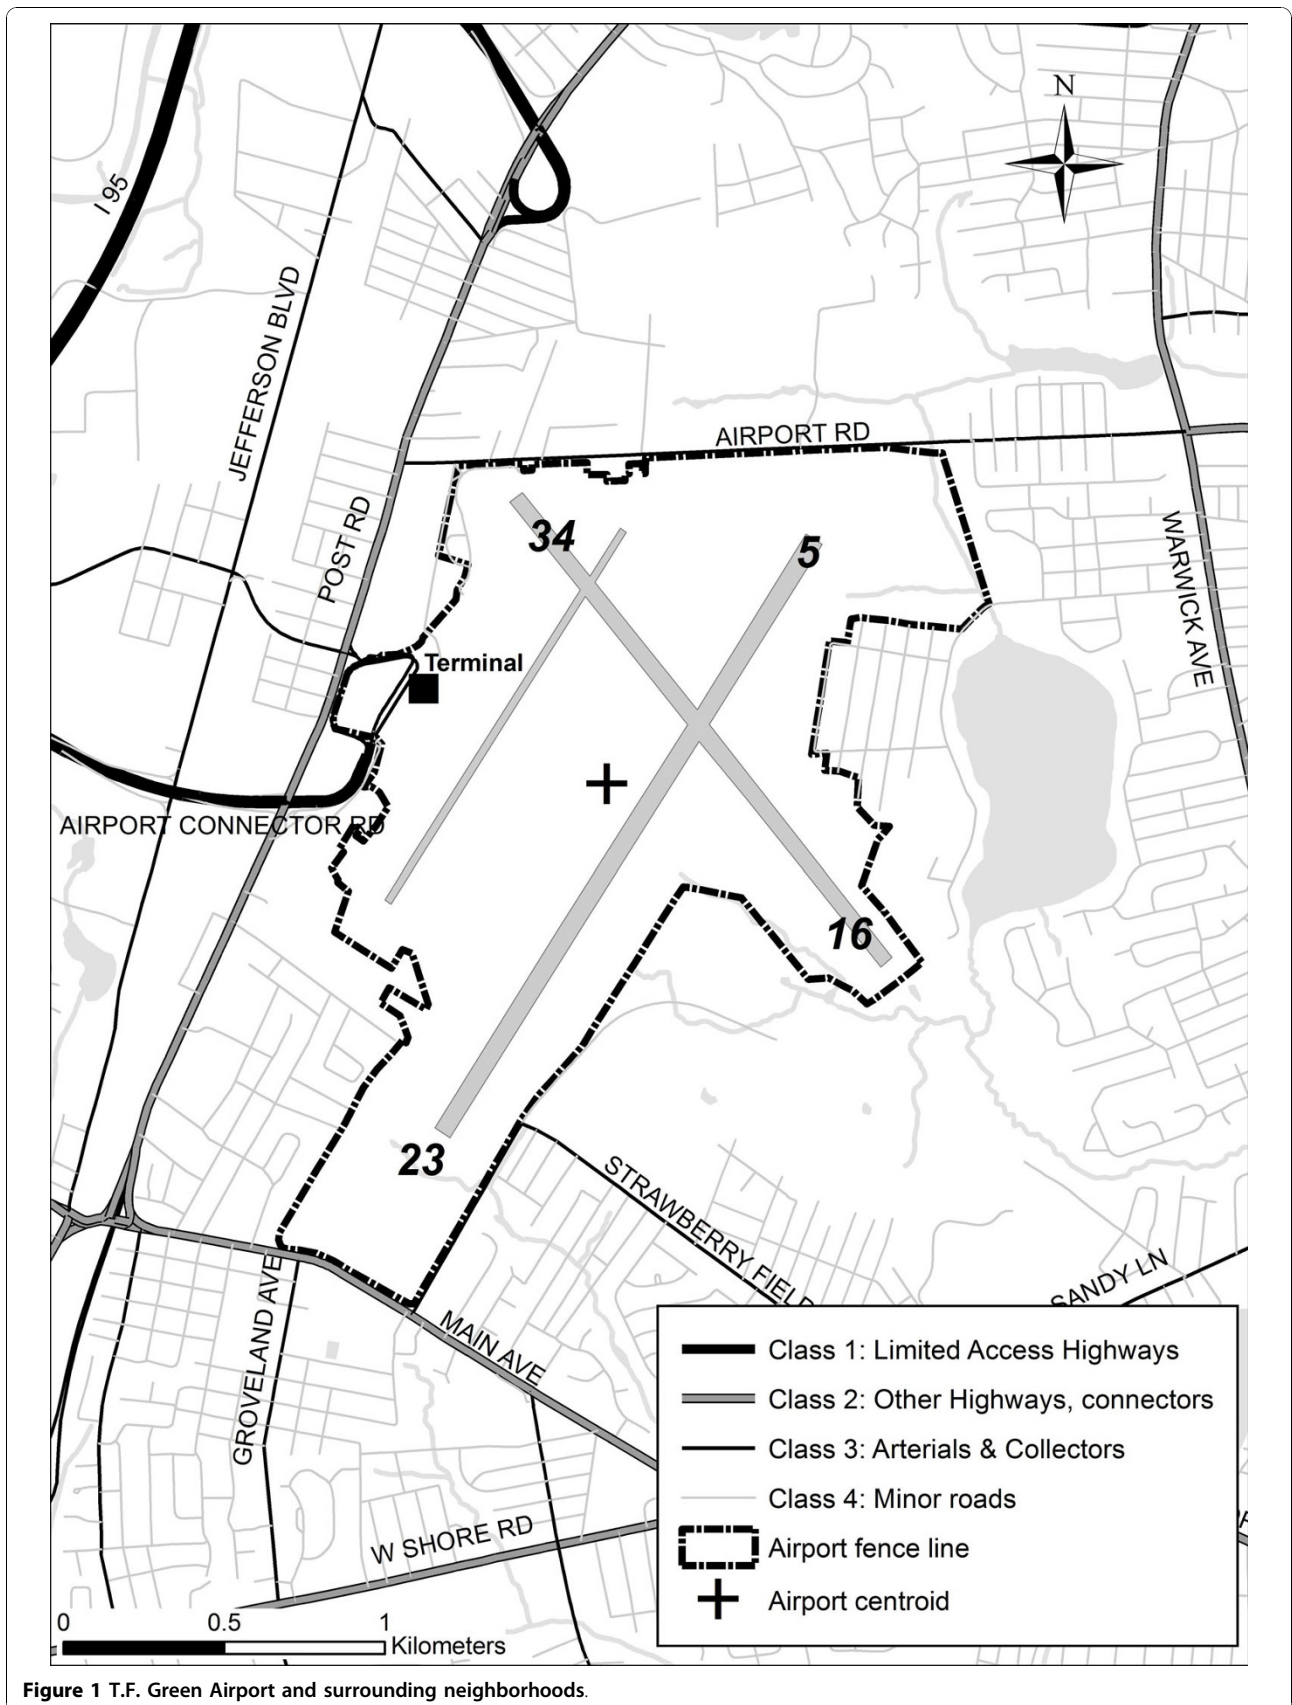 N
I 95
JEFFERSON BLVD
AIRPORT RD
POST RD
WARWICK AVE
34
5
Terminal
AIRPORT CONNECTOR RD
16
23
STRAWBERRY FIELD
SANDY LN
GROVELAND AVE
MAIN AVE
W SHORE RD
Class 1: Limited Access Highways
Class 2: Other Highways, connectors
Class 3: Arterials & Collectors
Class 4: Minor roads
Airport fence line
Airport centroid
0 0.5 1
Kilometers
Figure 1 T.F. Green Airport and surrounding neighborhoods.